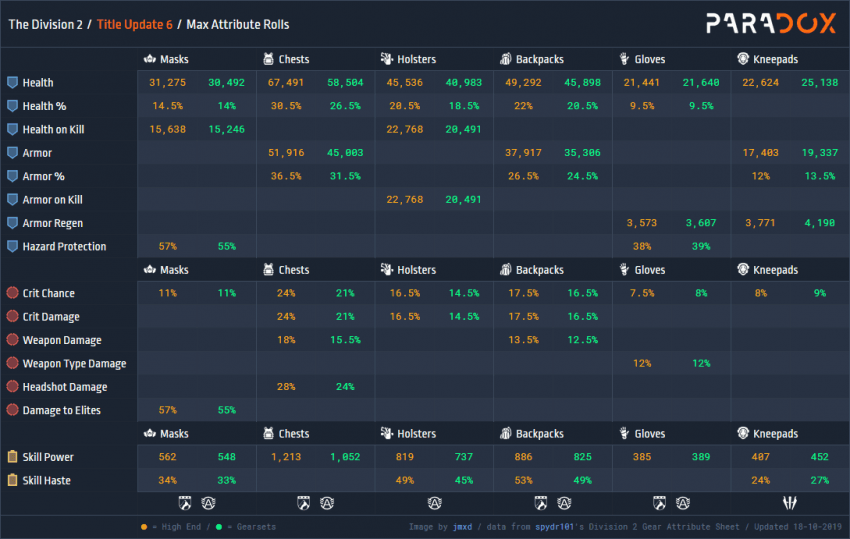 The Division 2 / Title Update 6 / Max Attribute Rolls
PARADOX
Masks Chests Holsters Backpacks Gloves Kneepads
Health 31,275 30,492 67,491 58,504 45,536 40,983 49,292 45,898 21,441 21,640 22,624 25,138
Health % 14.5% 14% 30.5% 26.5% 20.5% 18.5% 22% 20.5% 9.5% 9.5%
Health on Kill 15,638 15,246 22,768 20,491
Armor 51,916 45,003 37,917 35,306 17,403 19,337
Armor % 36.5% 31.5% 26.5% 24.5% 12% 13.5%
Armor on Kill 22,768 20,491
Armor Regen 3,573 3,607 3,771 4,190
Hazard Protection 57% 55% 38% 39%
Masks Chests Holsters Backpacks Gloves Kneepads
Crit Chance 11% 11% 24% 21% 16.5% 14.5% 17.5% 16.5% 7.5% 8% 8% 9%
Crit Damage 24% 21% 16.5% 14.5% 17.5% 16.5%
Weapon Damage 18% 15.5% 13.5% 12.5%
Weapon Type Damage 12% 12%
Headshot Damage 28% 24%
Damage to Elites 57% 55%
Masks Chests Holsters Backpacks Gloves Kneepads
Skill Power 562 548 1,213 1,052 819 737 886 825 385 389 407 452
Skill Haste 34% 33% 49% 45% 53% 49% 24% 27%
= High End / = Gearsets
Image by jmxd / data from spydr101's Division 2 Gear Attribute Sheet / Updated 18-10-2019